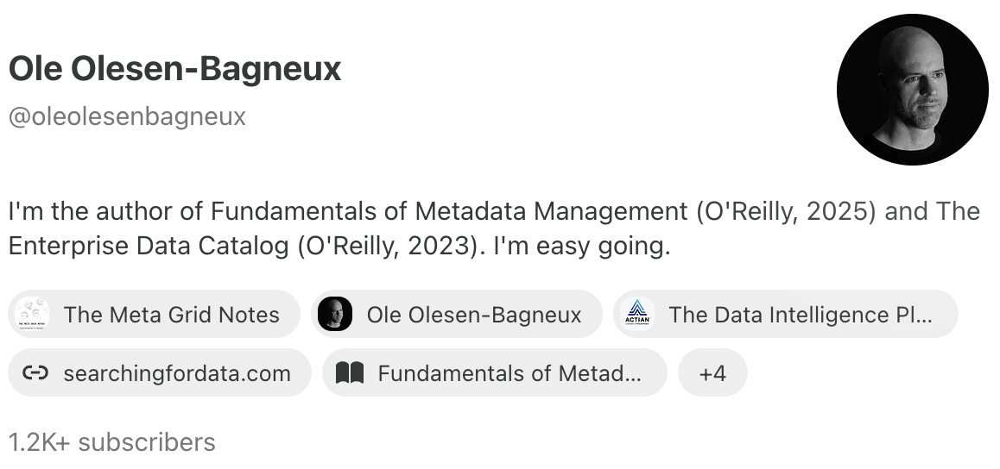 Ole Olesen-Bagneux
@oleolesenbagneux
I'm the author of Fundamentals of Metadata Management (O'Reilly, 2025) and The
Enterprise Data Catalog (O'Reilly, 2023). I'm easy going.
The Meta Grid Notes
Ole Olesen-Bagneux
ACTIAN
The Data Intelligence Pl...
searchingfordata.com
Fundamentals of Metad...
+4
1.2K+ subscribers